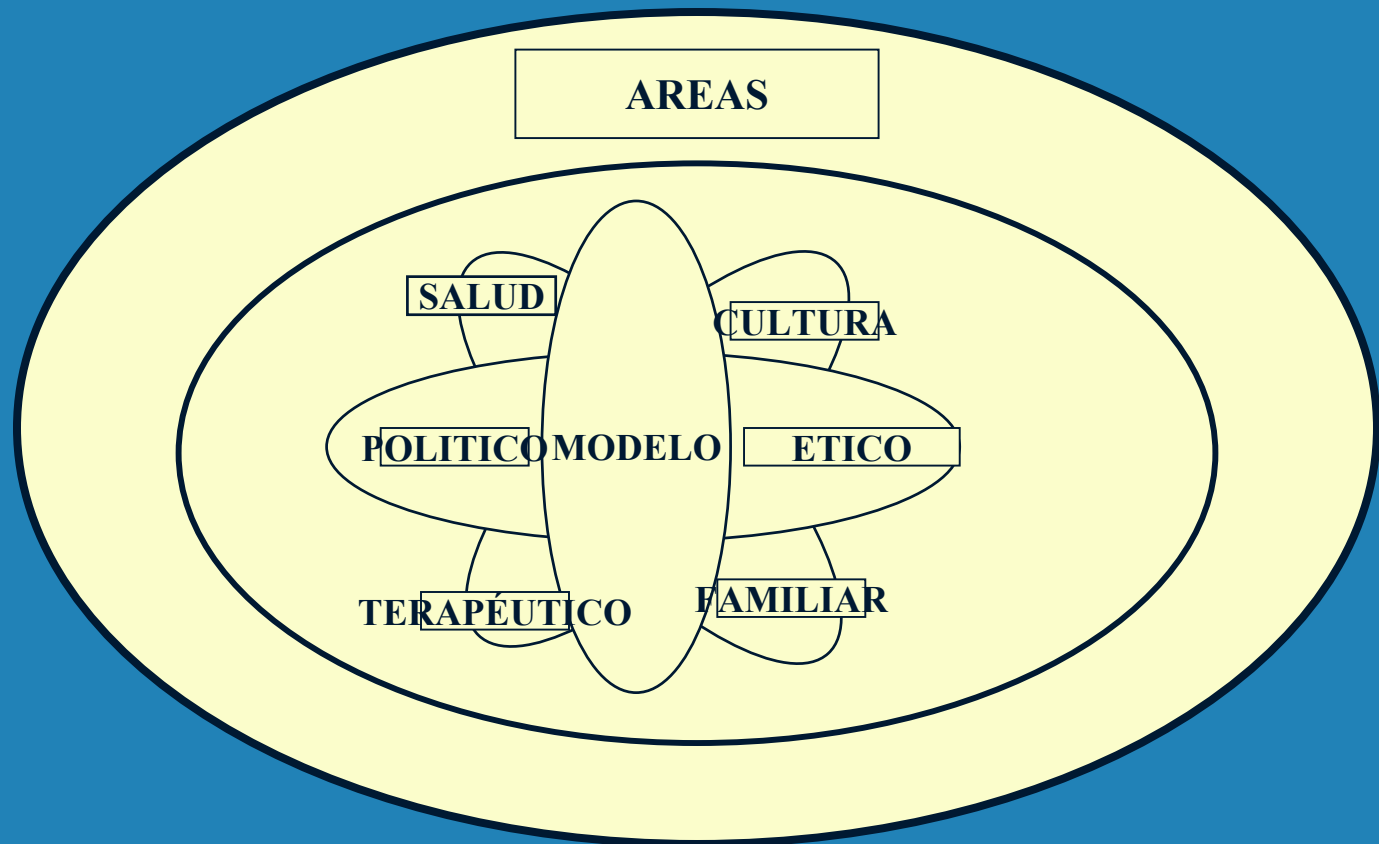 AREAS
SALUD
CULTURA
POLITICO
MODELO
ETICO
TERAPÉUTICO
FAMILIAR